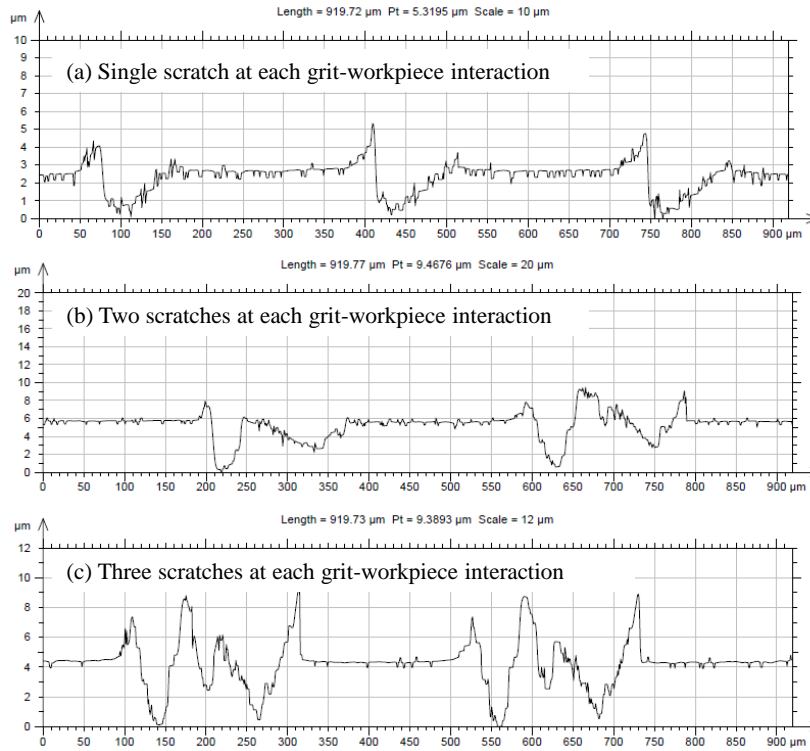 Length = 919.72 µm Pt = 5.3195 µm Scale = 10 µm
µm
10
9
8
7
6
5
4
3
2
1
0
(a) Single scratch at each grit-workpiece interaction
0 50 100 150 200 250 300 350 400 450 500 550 600 650 700 750 800 850 900 µm
Length = 919.77 µm Pt = 9.4676 µm Scale = 20 µm
µm
20
18
16
14
12
10
8
6
4
2
0
(b) Two scratches at each grit-workpiece interaction
0 50 100 150 200 250 300 350 400 450 500 550 600 650 700 750 800 850 900 µm
Length = 919.73 µm Pt = 9.3893 µm Scale = 12 µm
µm
12
10
8
6
4
2
0
(c) Three scratches at each grit-workpiece interaction
0 50 100 150 200 250 300 350 400 450 500 550 600 650 700 750 800 850 900 µm